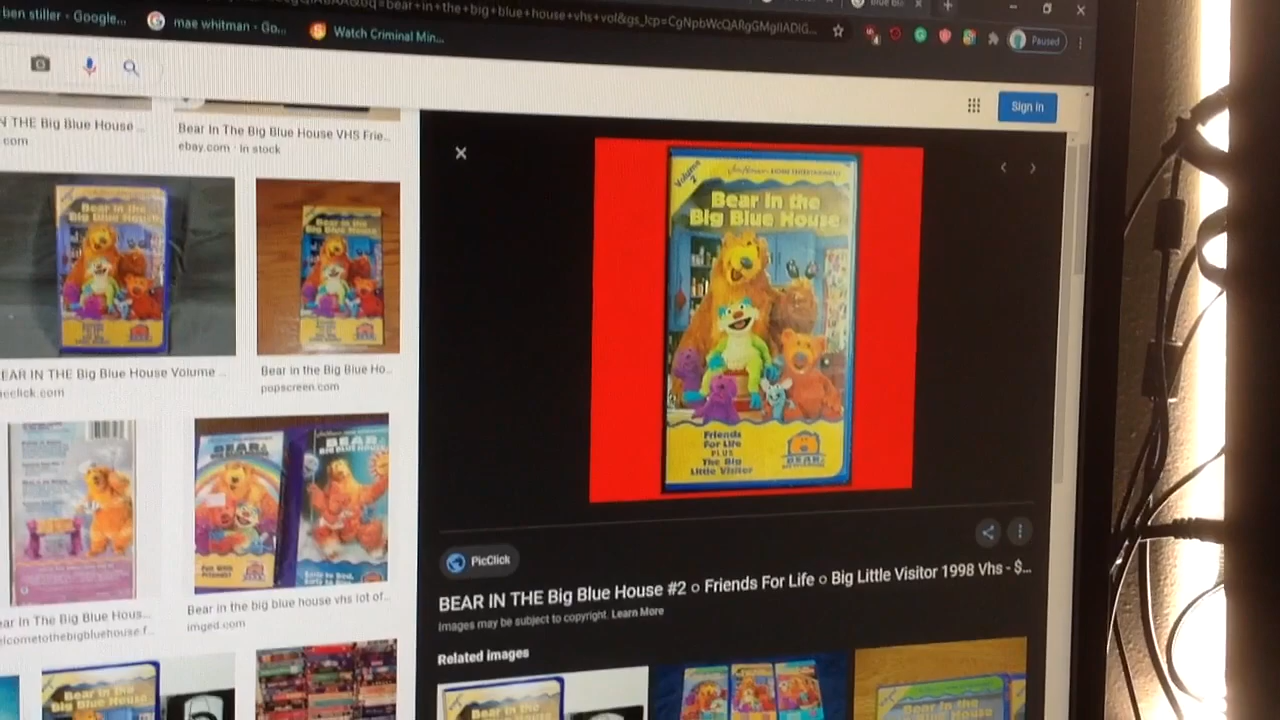 ben stiller - Google...
mae whitman - Go...
Watch Criminal Min...
Paused
Sign in
N THE Big Blue House ...
com
Bear In The Big Blue House VHS Frie...
ebay.com · In stock
EAR IN THE Big Blue House Volume ...
Bear in the Big Blue Ho...
popscreen.com
Volume 2
Bear in the
Big Blue House
Friends
For Life
PLUS
The Big
Little Visitor
BEAR
PicClick
BEAR IN THE Big Blue House #2 o Friends For Life o Big Little Visitor 1998 Vhs - $...
Images may be subject to copyright. Learn More
Related images
ear In the Big Blue Hous...
elcometothebigbluehouse.f...
Bear in the big blue house vhs lot of...
imged.com
Bear in the
Big Blue House